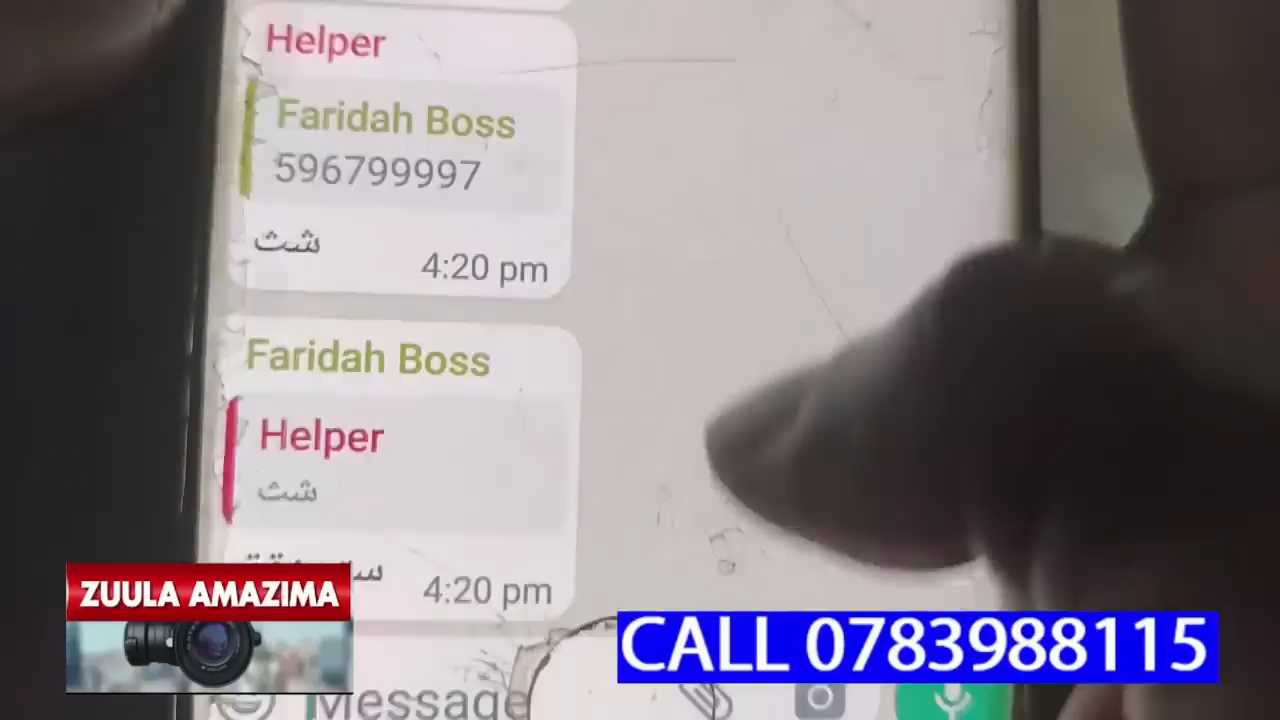 Helper
Faridah Boss
596799997
شث
4:20 pm
Faridah Boss
Helper
شث
4:20 pm
ZUULA AMAZIMA
CALL 0783988115
Message